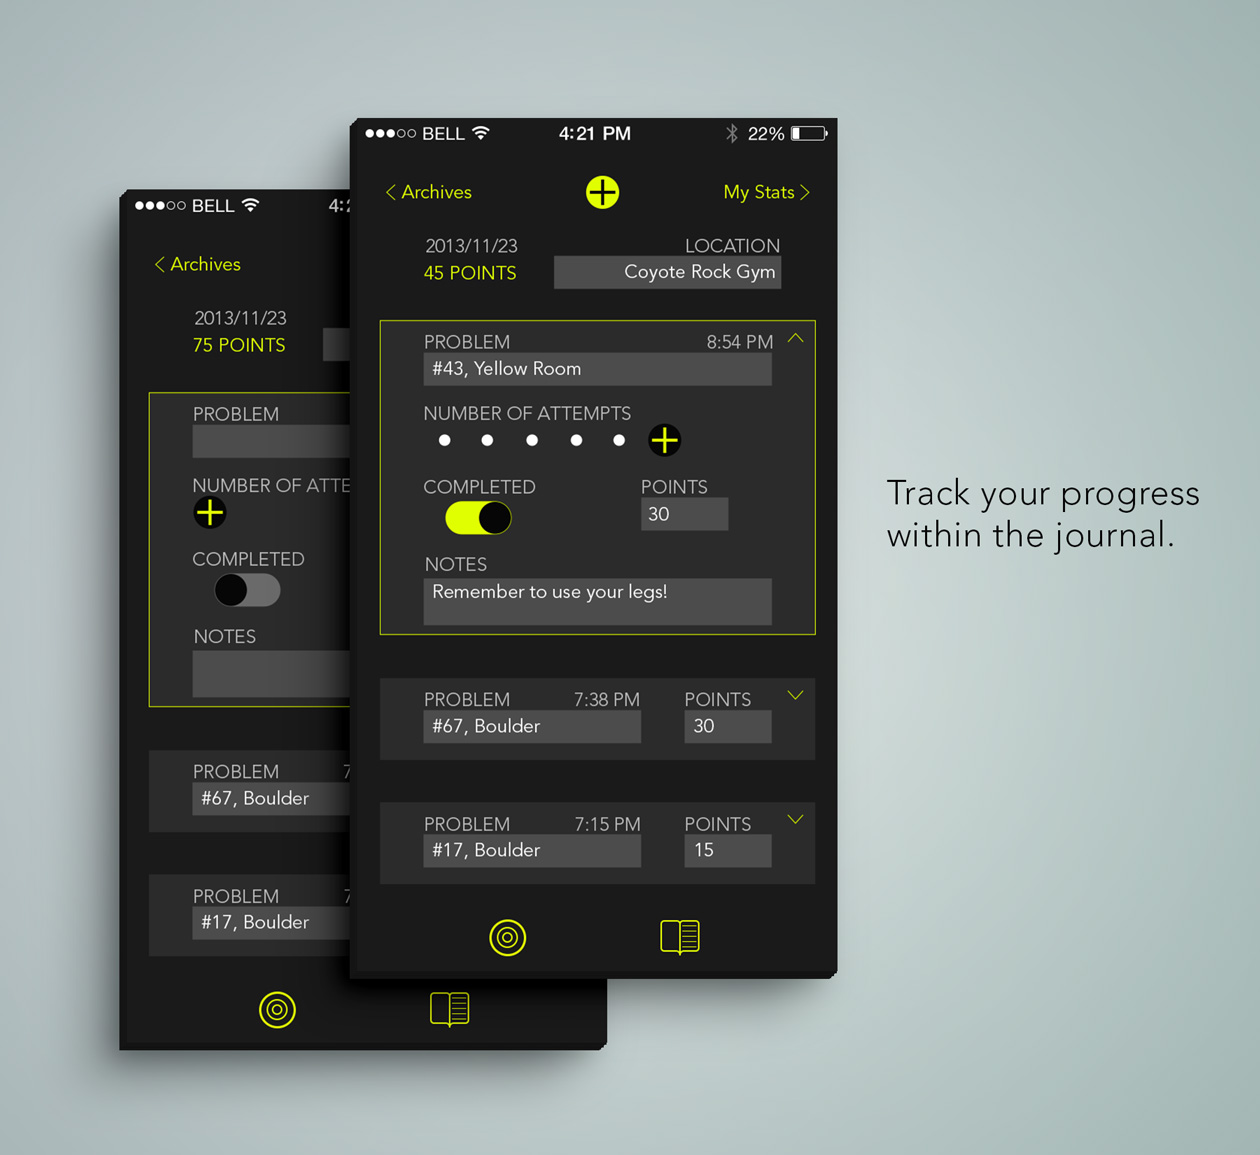 BELL 4:21 PM 22%
Archives
My Stats
2013/11/23
LOCATION
45 POINTS
Coyote Rock Gym
PROBLEM 8:54 PM
#43, Yellow Room
NUMBER OF ATTEMPTS
COMPLETED
POINTS
30
NOTES
Remember to use your legs!
PROBLEM 7:38 PM POINTS
#67, Boulder 30
PROBLEM 7:15 PM POINTS
#17, Boulder 15
BELL
Archives
2013/11/23
75 POINTS
PROBLEM
NUMBER OF ATTE
COMPLETED
NOTES
PROBLEM 7
#67, Boulder
PROBLEM 7
#17, Boulder
Track your progress
within the journal.